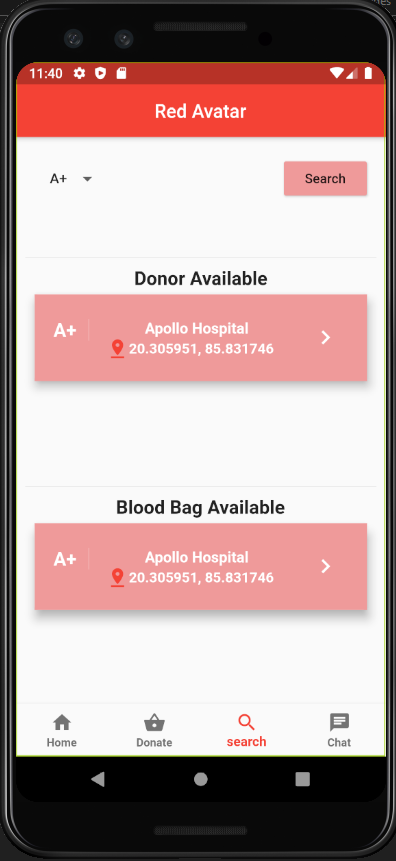 11:40
Red Avatar
A+
Search
Donor Available
A+
Apollo Hospital
20.305951, 85.831746
Blood Bag Available
A+
Apollo Hospital
20.305951, 85.831746
Home
Donate
search
Chat